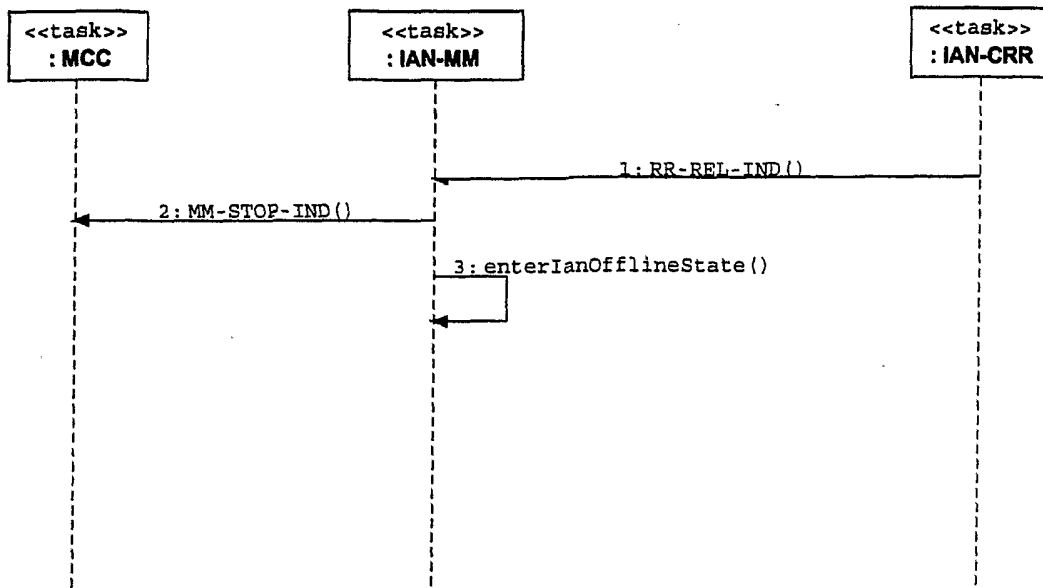 <<task>>
: MCC
<<task>>
: IAN-MM
<<task>>
: IAN-CRR
1: RR-REL-IND()
2: MM-STOP-IND()
3: enterIanOfflineState()